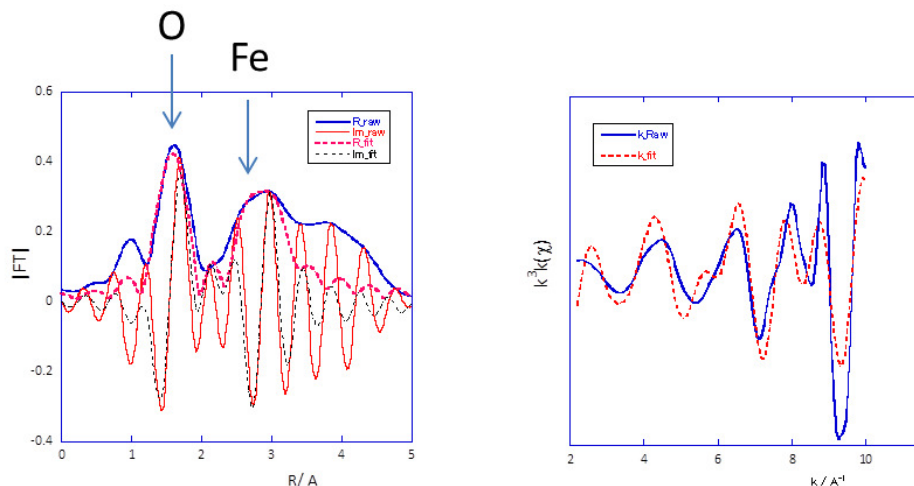 O
Fe
0.6
0.4
0.2
0
-0.2
-0.4
|FT|
R_raw
Im_raw
R_fit
Im_fit
0 1 2 3 4 5
R/ A
k³k(χ)
k_Raw
k_fit
2 4 6 8 10
k / A⁻¹